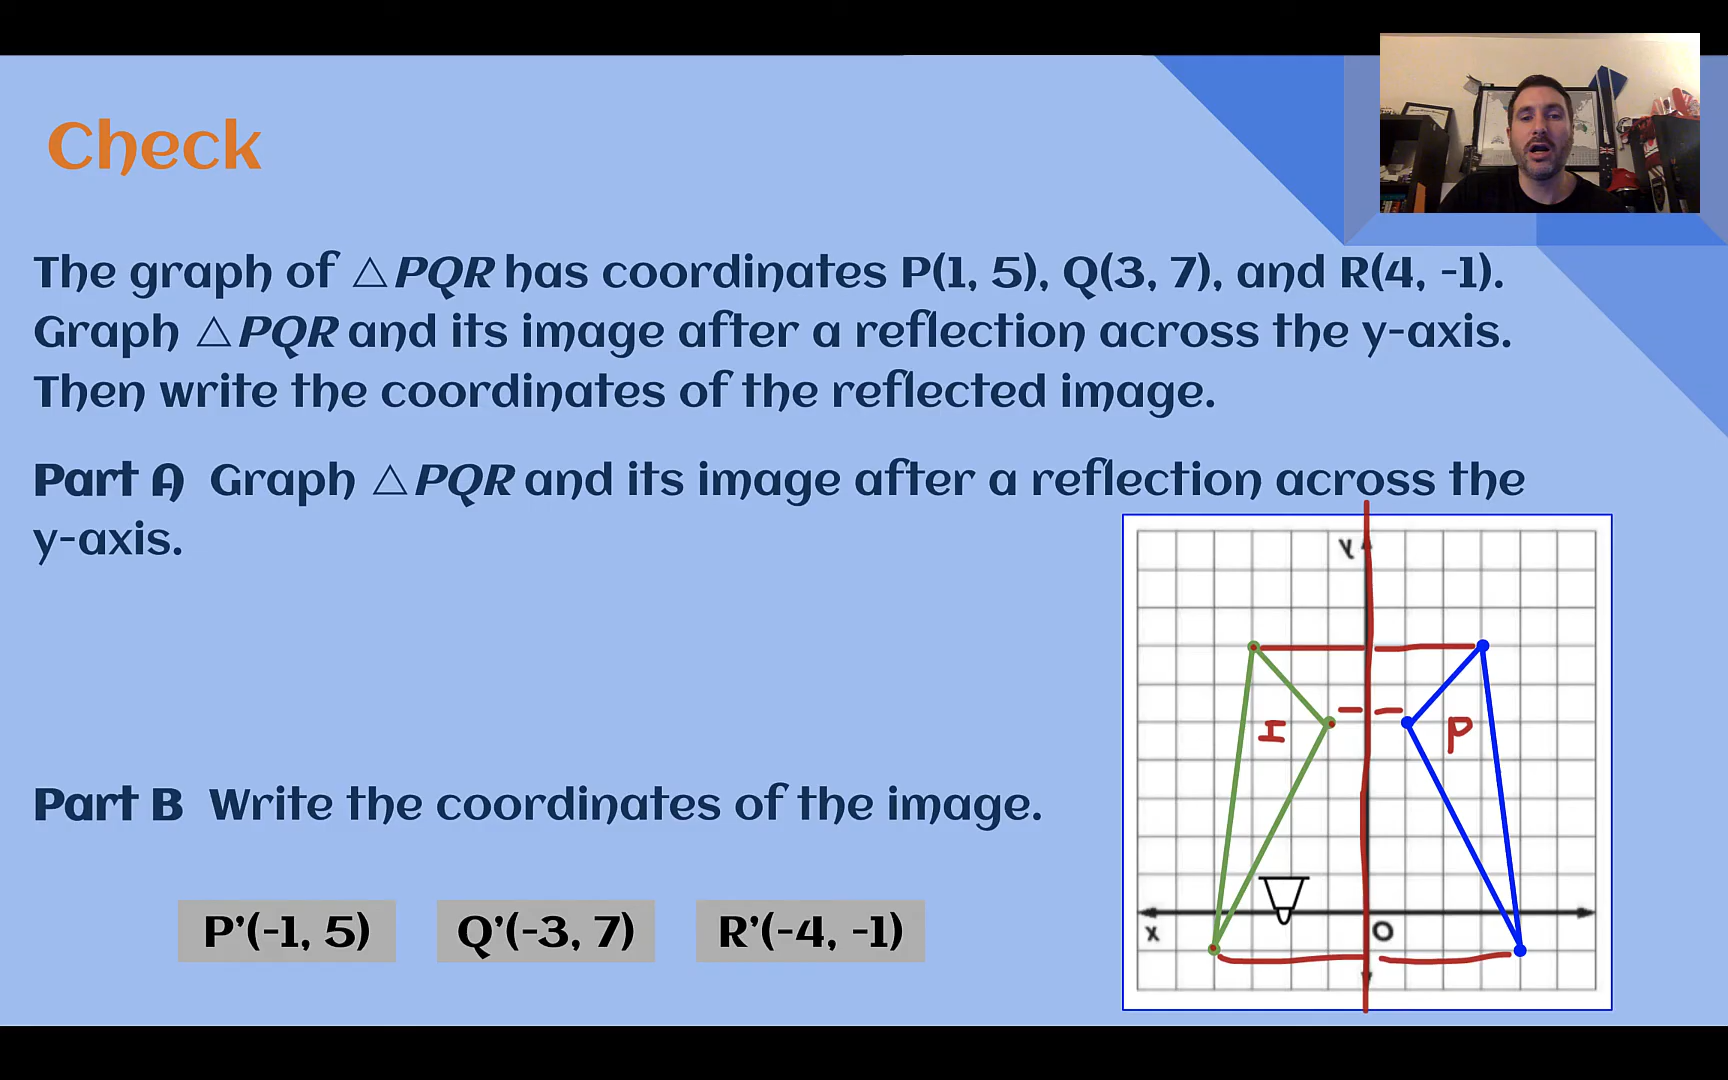 Check
The graph of △PQR has coordinates P(1, 5), Q(3, 7), and R(4, -1).
Graph △PQR and its image after a reflection across the y-axis.
Then write the coordinates of the reflected image.
Part A Graph △PQR and its image after a reflection across the
y-axis.
y
I P
x O
Part B Write the coordinates of the image.
P’(-1, 5) Q’(-3, 7) R’(-4, -1)